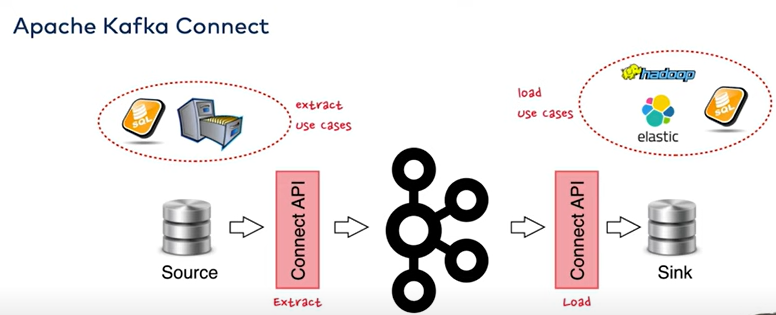 Apache Kafka Connect
SQL
extract
use cases
load
use cases
hadoop
elastic
SQL
Source
Connect API
Extract
Connect API
Load
Sink